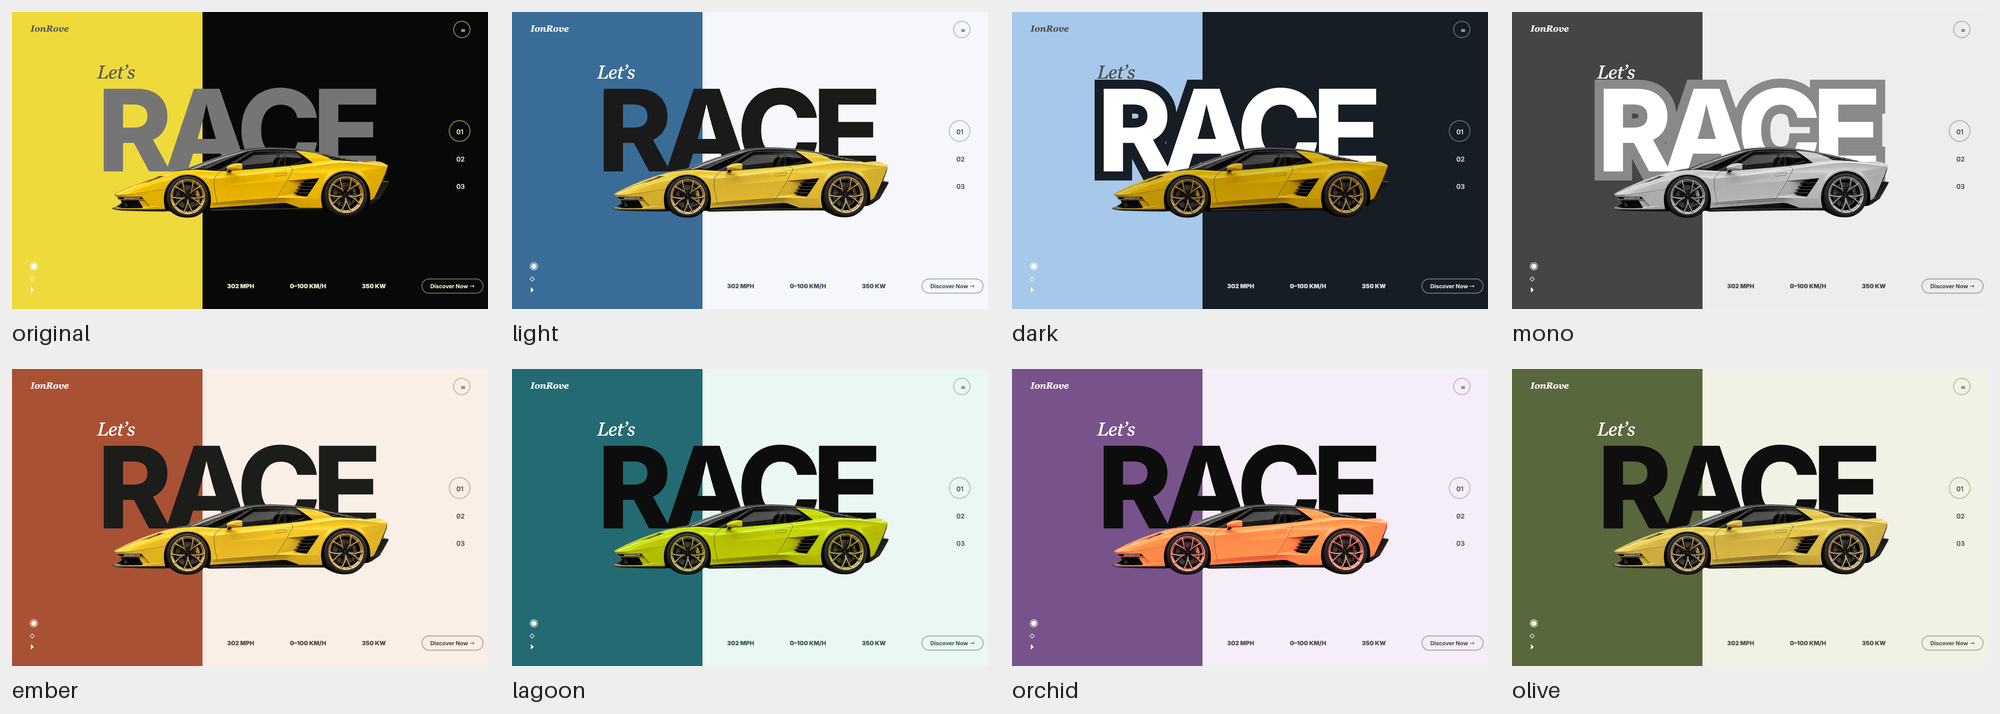 IonRove
Let's
RACE
01
02
03
302 MPH 0–100 KM/H 350 KW Discover Now →
original
IonRove
Let's
RACE
01
02
03
302 MPH 0–100 KM/H 350 KW Discover Now →
light
IonRove
Let's
RACE
01
02
03
302 MPH 0–100 KM/H 350 KW Discover Now →
dark
IonRove
Let's
RACE
01
02
03
302 MPH 0–100 KM/H 350 KW Discover Now →
mono
IonRove
Let's
RACE
01
02
03
302 MPH 0–100 KM/H 350 KW Discover Now →
ember
IonRove
Let's
RACE
01
02
03
302 MPH 0–100 KM/H 350 KW Discover Now →
lagoon
IonRove
Let's
RACE
01
02
03
302 MPH 0–100 KM/H 350 KW Discover Now →
orchid
IonRove
Let's
RACE
01
02
03
302 MPH 0–100 KM/H 350 KW Discover Now →
olive